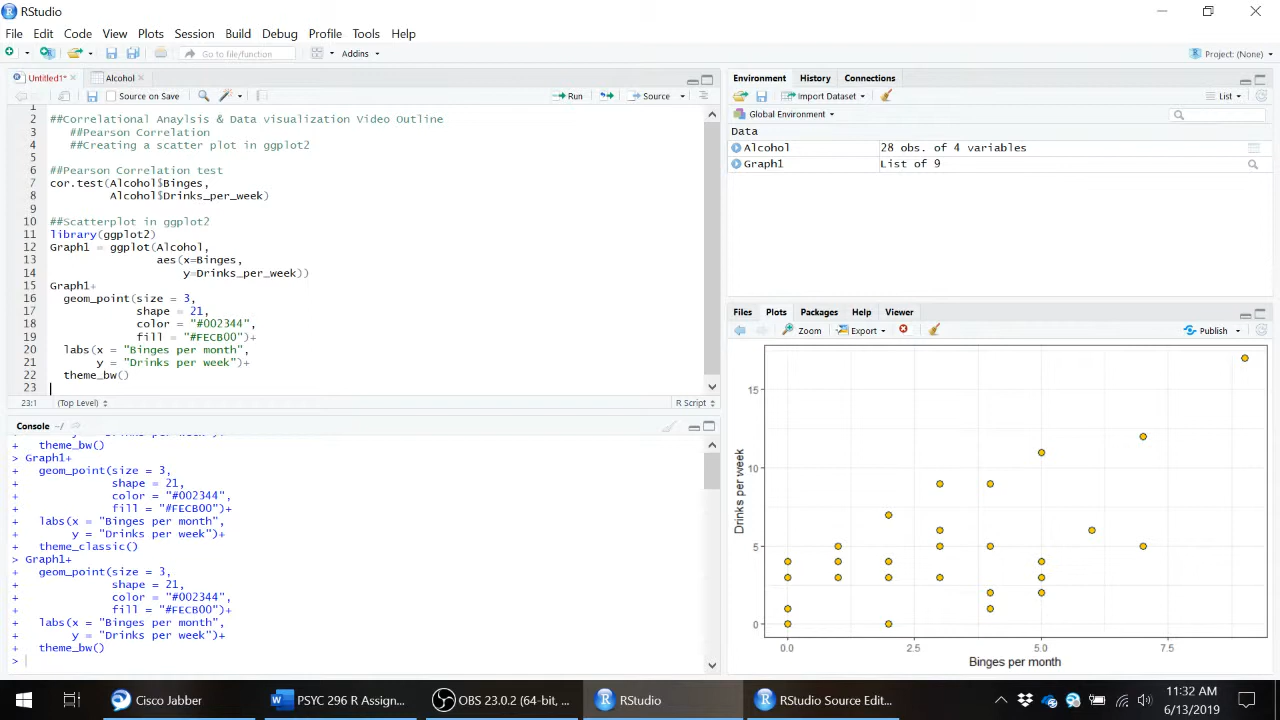 RStudio
File Edit Code View Plots Session Build Debug Profile Tools Help
Go to file/function Addins Project: (None)
Untitled1* Alcohol
Source on Save Run Source
1
2 ##Correlational Anaylsis & Data visualization Video Outline
3 ##Pearson Correlation
4 ##Creating a scatter plot in ggplot2
5
6 ##Pearson Correlation test
7 cor.test(Alcohol$Binges,
8 Alcohol$Drinks_per_week)
9
10 ##Scatterplot in ggplot2
11 library(ggplot2)
12 Graph1 = ggplot(Alcohol,
13 aes(x=Binges,
14 y=Drinks_per_week))
15 Graph1+
16 geom_point(size = 3,
17 shape = 21,
18 color = "#002344",
19 fill = "#FECB00")+
20 labs(x = "Binges per month",
21 y = "Drinks per week")+
22 theme_bw()
23
23:1 (Top Level) R Script
Console ~/
+ y = "Drinks per week")+
+ theme_bw()
> Graph1+
+ geom_point(size = 3,
+ shape = 21,
+ color = "#002344",
+ fill = "#FECB00")+
+ labs(x = "Binges per month",
+ y = "Drinks per week")+
+ theme_classic()
> Graph1+
+ geom_point(size = 3,
+ shape = 21,
+ color = "#002344",
+ fill = "#FECB00")+
+ labs(x = "Binges per month",
+ y = "Drinks per week")+
+ theme_bw()
>
Environment History Connections
Import Dataset List
Global Environment
Data
Alcohol 28 obs. of 4 variables
Graph1 List of 9
Files Plots Packages Help Viewer
Zoom Export Publish
15
10
5
0
Drinks per week
0.0 2.5 5.0 7.5
Binges per month
Cisco Jabber PSYC 296 R Assign... OBS 23.0.2 (64-bit, ... RStudio RStudio Source Edit...
11:32 AM
6/13/2019